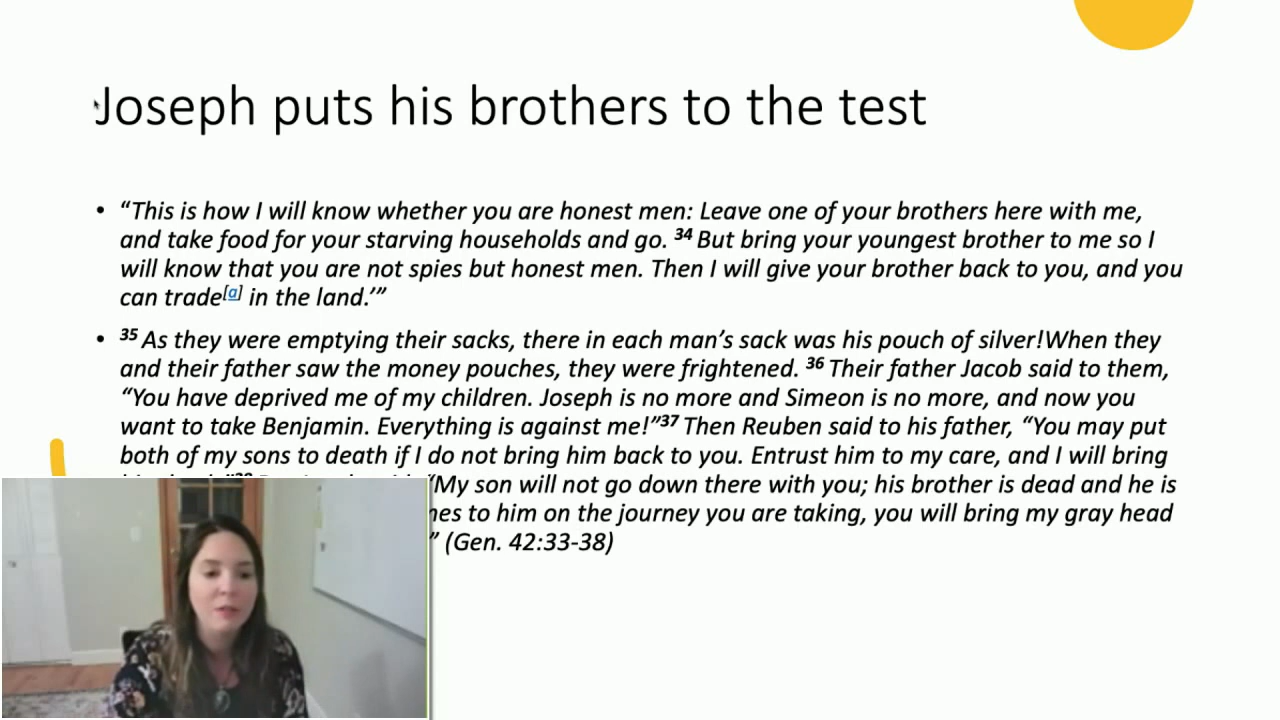 Joseph puts his brothers to the test
• “This is how I will know whether you are honest men: Leave one of your brothers here with me,
and take food for your starving households and go. 34 But bring your youngest brother to me so I
will know that you are not spies but honest men. Then I will give your brother back to you, and you
can trade[a] in the land.’”
• 35 As they were emptying their sacks, there in each man’s sack was his pouch of silver!When they
and their father saw the money pouches, they were frightened. 36 Their father Jacob said to them,
“You have deprived me of my children. Joseph is no more and Simeon is no more, and now you
want to take Benjamin. Everything is against me!”37 Then Reuben said to his father, “You may put
both of my sons to death if I do not bring him back to you. Entrust him to my care, and I will bring
“My son will not go down there with you; his brother is dead and he is
to him on the journey you are taking, you will bring my gray head
” (Gen. 42:33-38)